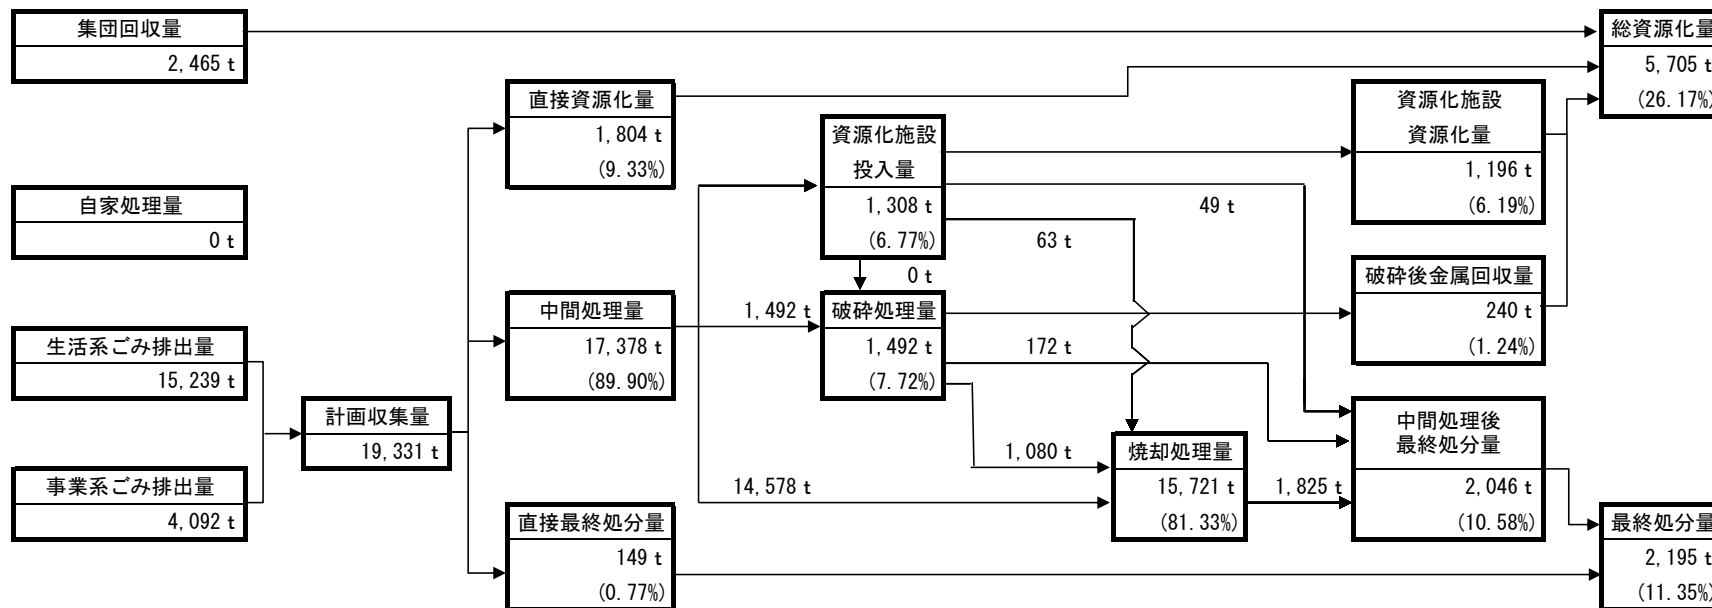 集団回収量
2,465 t
自家処理量
0 t
生活系ごみ排出量
15,239 t
事業系ごみ排出量
4,092 t
計画収集量
19,331 t
直接資源化量
1,804 t
(9.33%)
中間処理量
17,378 t
(89.90%)
直接最終処分量
149 t
(0.77%)
1,492 t
14,578 t
資源化施設
投入量
1,308 t
(6.77%)
0 t
破砕処理量
1,492 t
(7.72%)
49 t
63 t
172 t
1,080 t
焼却処理量
15,721 t
(81.33%)
1,825 t
資源化施設
資源化量
1,196 t
(6.19%)
破砕後金属回収量
240 t
(1.24%)
中間処理後
最終処分量
2,046 t
(10.58%)
総資源化量
5,705 t
(26.17%)
最終処分量
2,195 t
(11.35%)